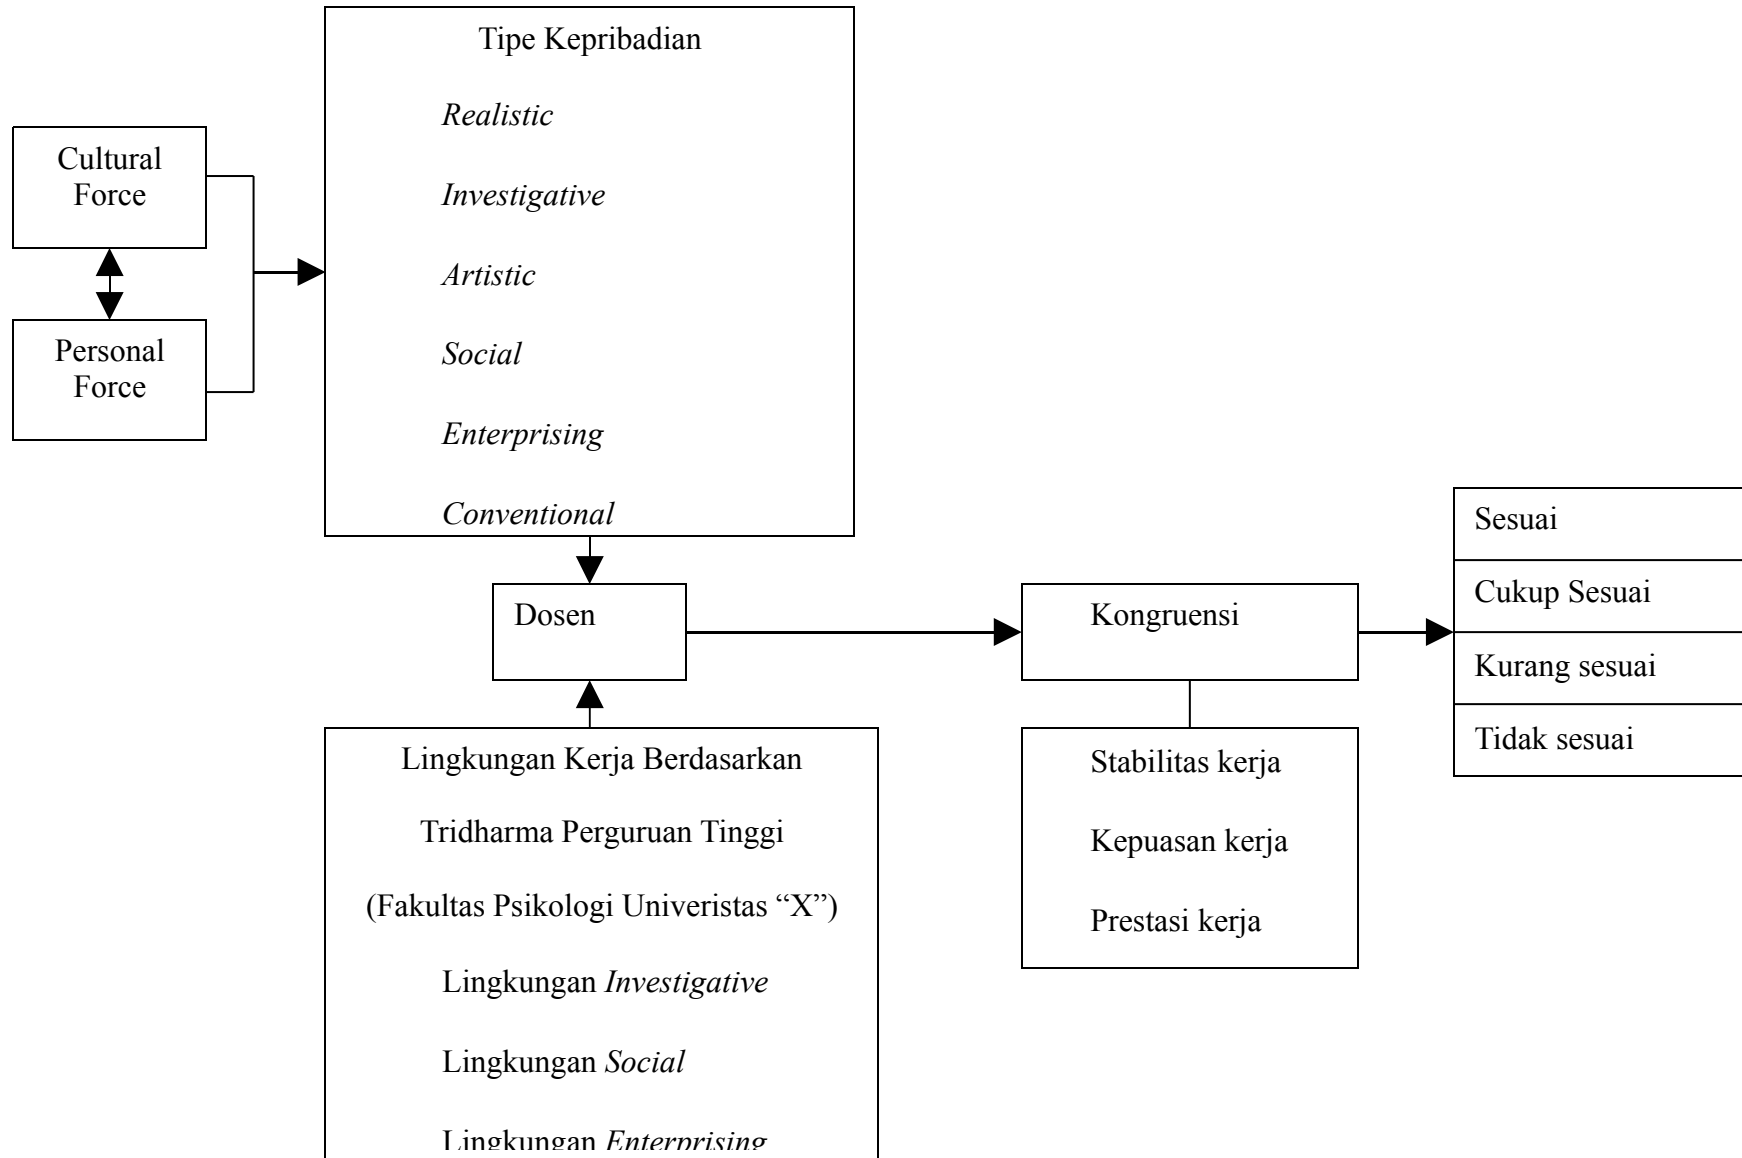 Tipe Kepribadian
Realistic
Investigative
Artistic
Social
Enterprising
Conventional
Cultural
Force
Personal
Force
Dosen
Kongruensi
Sesuai
Cukup Sesuai
Kurang sesuai
Tidak sesuai
Lingkungan Kerja Berdasarkan
Tridharma Perguruan Tinggi
(Fakultas Psikologi Univeristas “X”)
Lingkungan Investigative
Lingkungan Social
Lingkungan Enterprising
Stabilitas kerja
Kepuasan kerja
Prestasi kerja